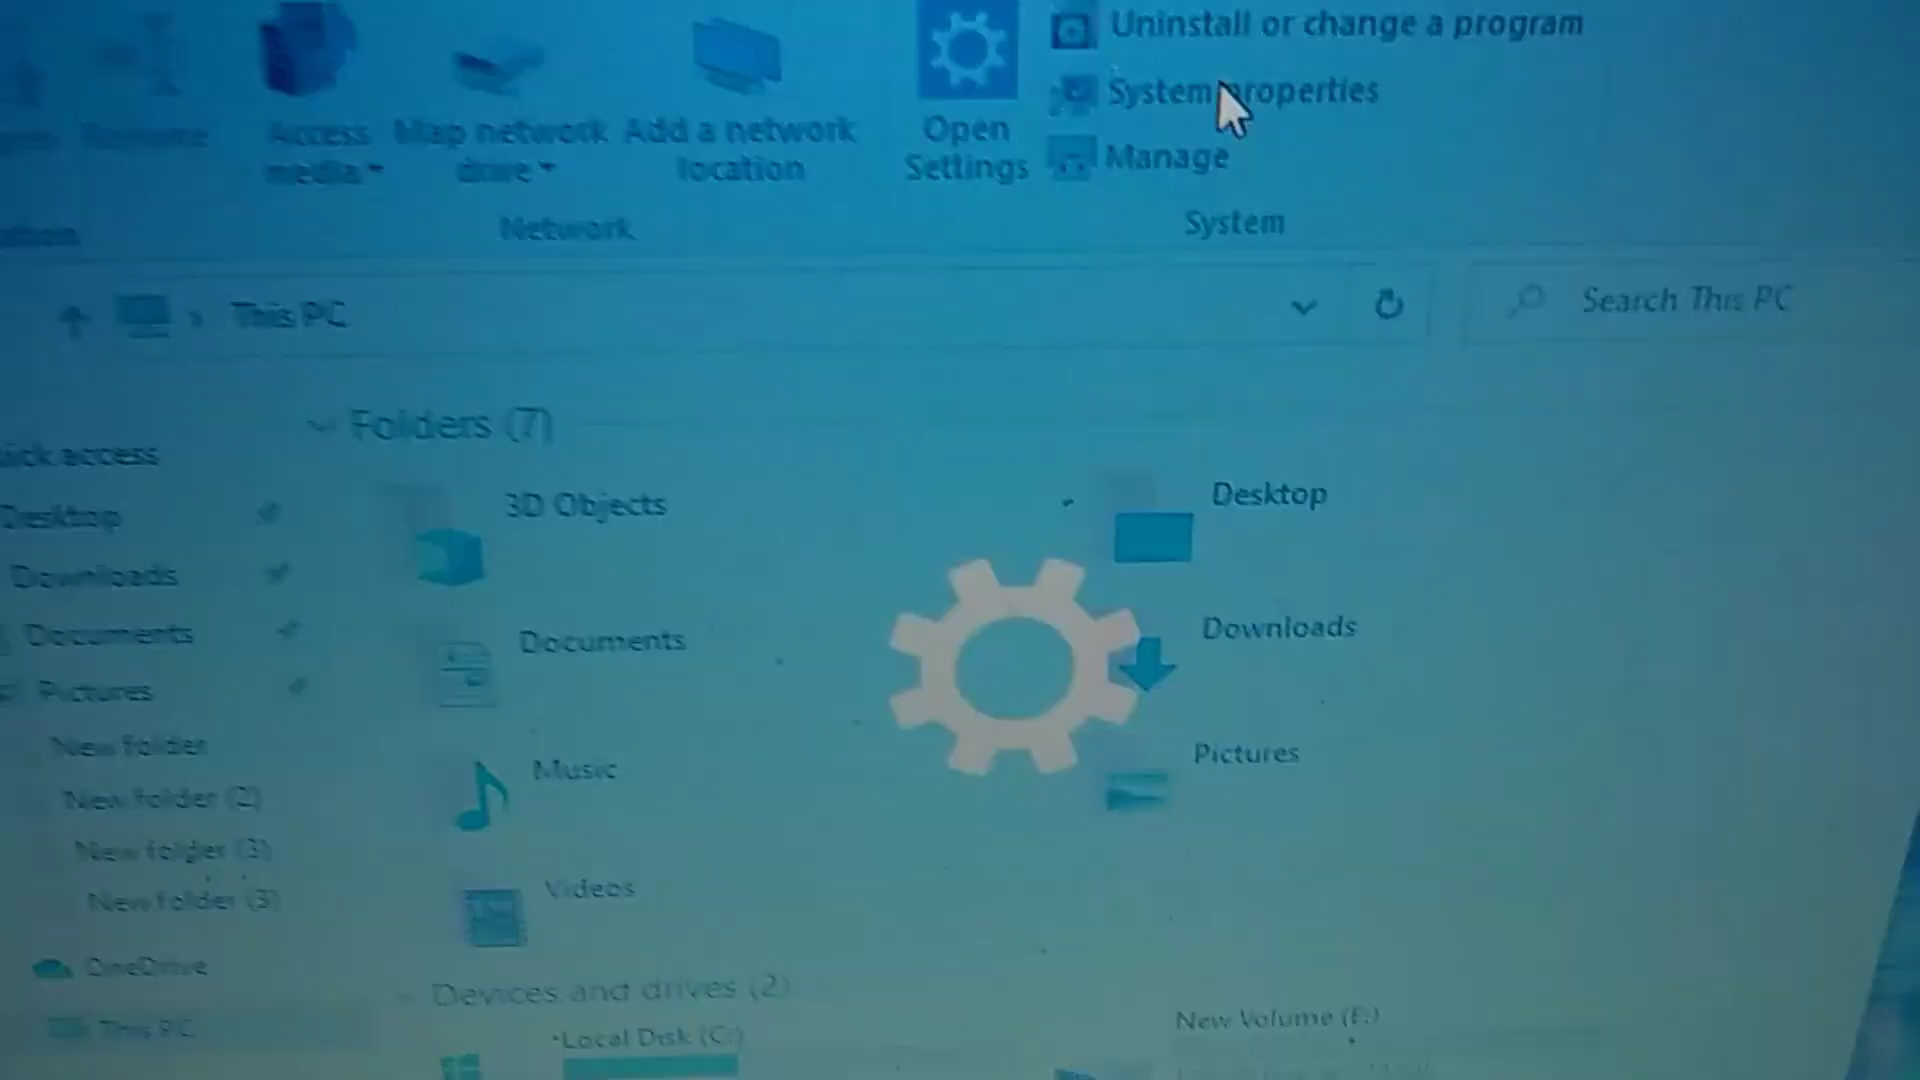 Uninstall or change a program
System properties
Manage
Access
media
Map network
drive
Add a network
location
Open
Settings
Network
System
This PC
Search This PC
Folders (7)
3D Objects
Desktop
Documents
Downloads
Music
Pictures
Videos
Devices and drives (2)
Local Disk (C:)
New Volume (E:)
access
Desktop
Downloads
Documents
Pictures
New folder
New folder (2)
New folder (3)
New folder (3)
OneDrive
This PC